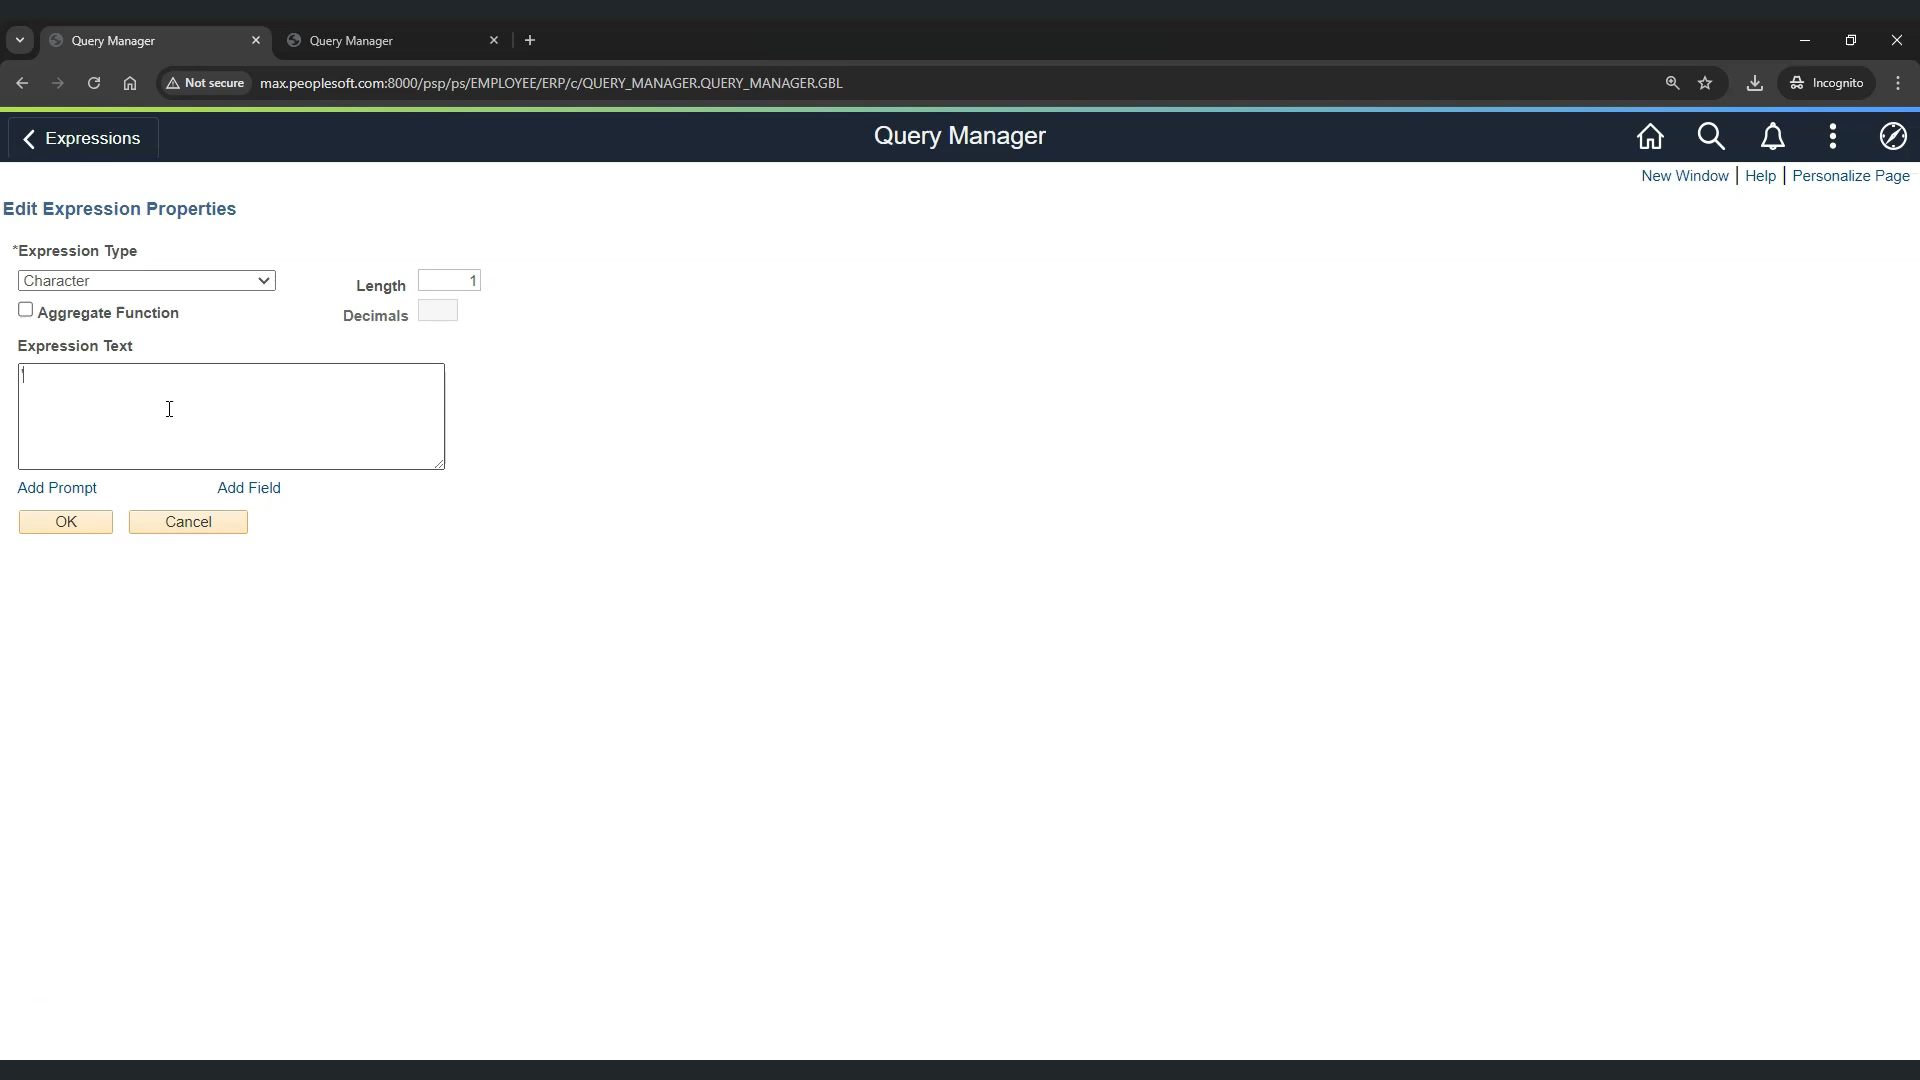 Query Manager
Query Manager
Not secure
max.peoplesoft.com:8000/psp/ps/EMPLOYEE/ERP/c/QUERY_MANAGER.QUERY_MANAGER.GBL
Incognito
Expressions
Query Manager
New Window | Help | Personalize Page
Edit Expression Properties
*Expression Type
Character
Length 1
Aggregate Function
Decimals
Expression Text
'
Add Prompt
Add Field
OK
Cancel